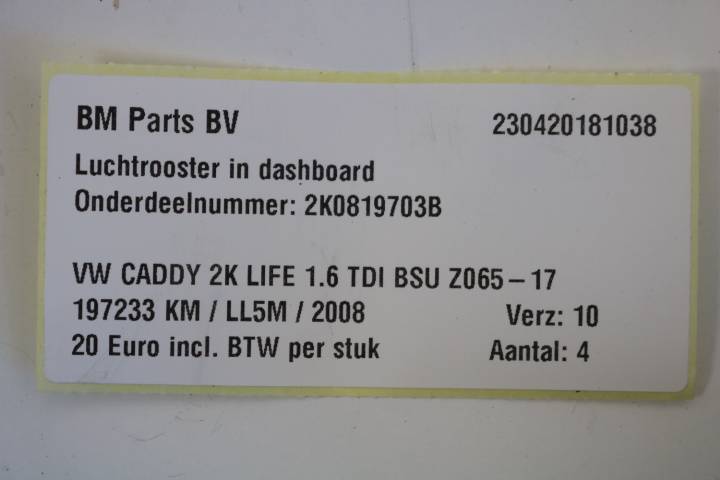 BM Parts BV 230420181038
Luchtrooster in dashboard
Onderdeelnummer: 2K0819703B
VW CADDY 2K LIFE 1.6 TDI BSU Z065 – 17
197233 KM / LL5M / 2008 Verz: 10
20 Euro incl. BTW per stuk Aantal: 4